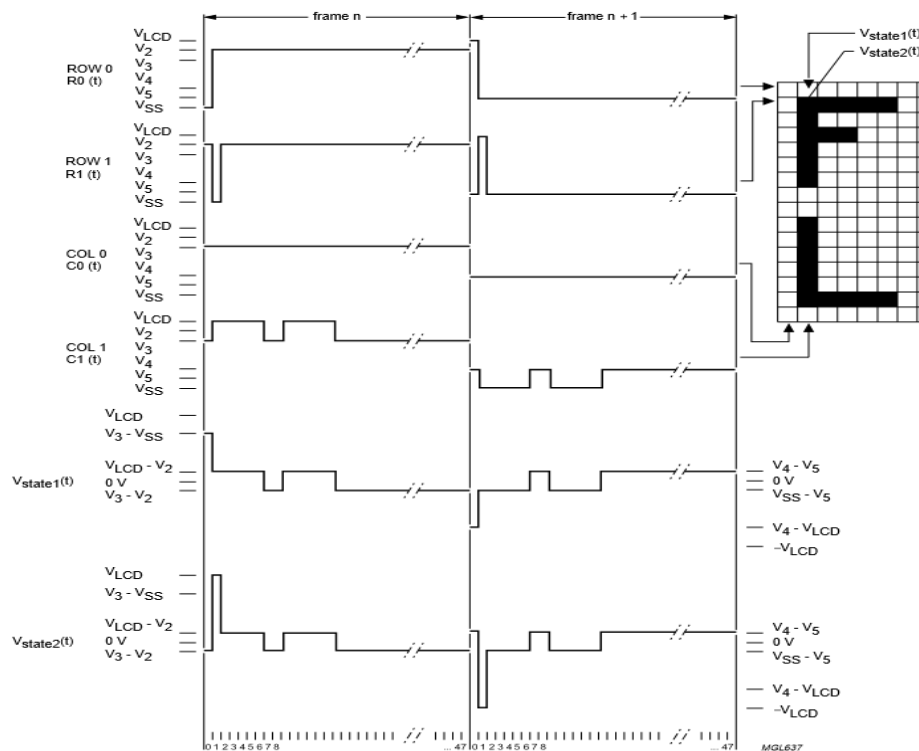 frame n
frame n + 1
VLCD
V2
V3
V4
V5
VSS
ROW 0
R0 (t)
Vstate1(t)
Vstate2(t)
VLCD
V2
V3
V4
V5
VSS
ROW 1
R1 (t)
VLCD
V2
V3
V4
V5
VSS
COL 0
C0 (t)
VLCD
V2
V3
V4
V5
VSS
COL 1
C1 (t)
VLCD
V3 - VSS
VLCD - V2
0 V
V3 - V2
Vstate1(t)
V4 - V5
0 V
VSS - V5
V4 - VLCD
–VLCD
VLCD
V3 - VSS
VLCD - V2
0 V
V3 - V2
Vstate2(t)
V4 - V5
0 V
VSS - V5
V4 - VLCD
–VLCD
0 1 2 3 4 5 6 7 8 ... 47 0 1 2 3 4 5 6 7 8 ... 47
MGL637